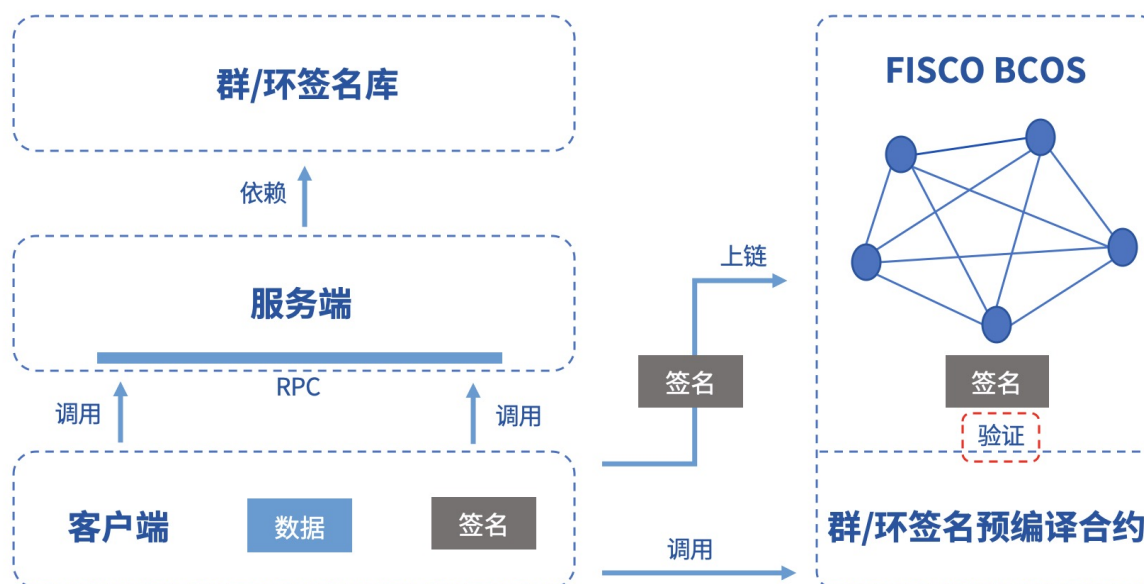 群/环签名库
依赖
服务端
RPC
调用
调用
客户端
数据
签名
上链
签名
调用
FISCO BCOS
签名
验证
群/环签名预编译合约